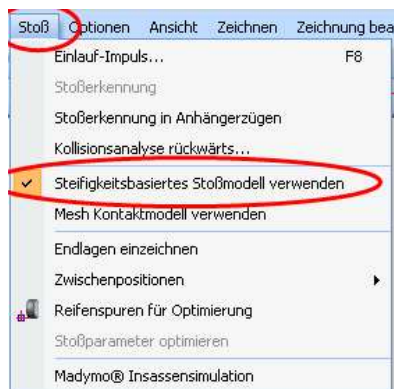 Stoß Optionen Ansicht Zeichnen Zeichnung bea
Einlauf-Impuls... F8
Stoßerkennung
Stoßerkennung in Anhängerzügen
Kollisionsanalyse rückwärts...
Steifigkeitsbasiertes Stoßmodell verwenden
Mesh Kontaktmodell verwenden
Endlagen einzeichnen
Zwischenpositionen
Reifenspuren für Optimierung
Stoßparameter optimieren
Madymo® Insassensimulation